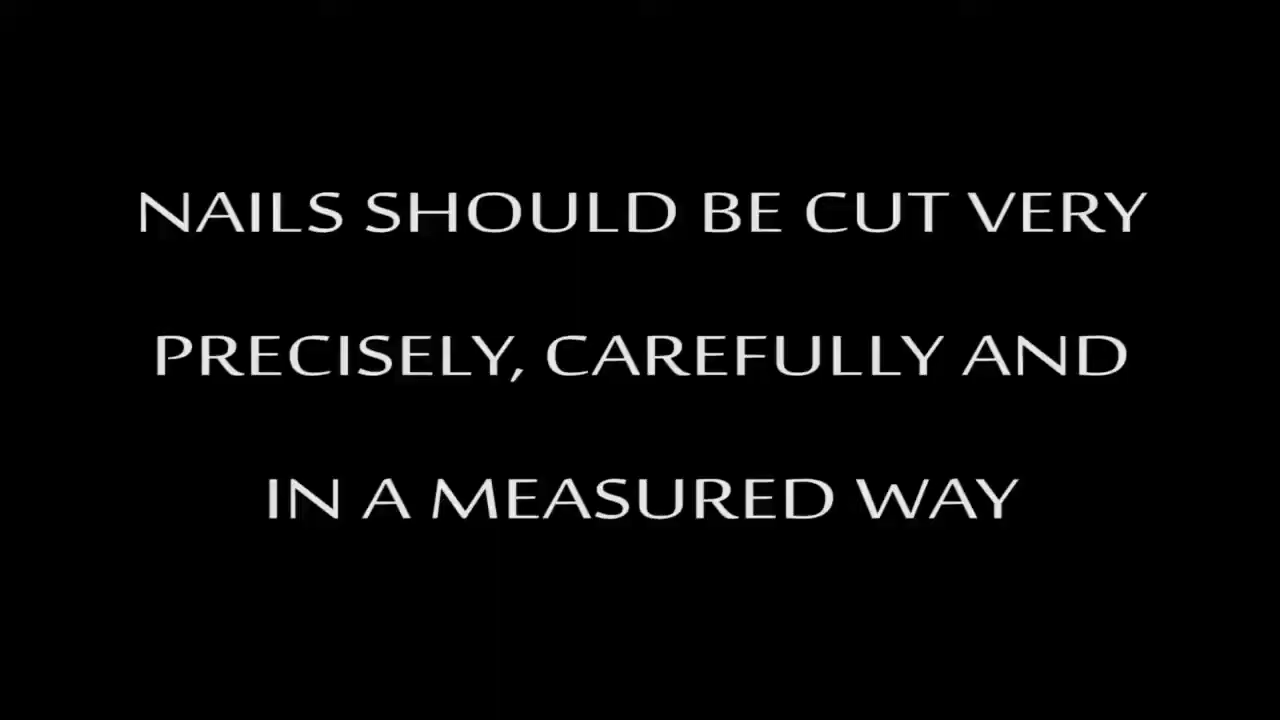 NAILS SHOULD BE CUT VERY
PRECISELY, CAREFULLY AND
IN A MEASURED WAY